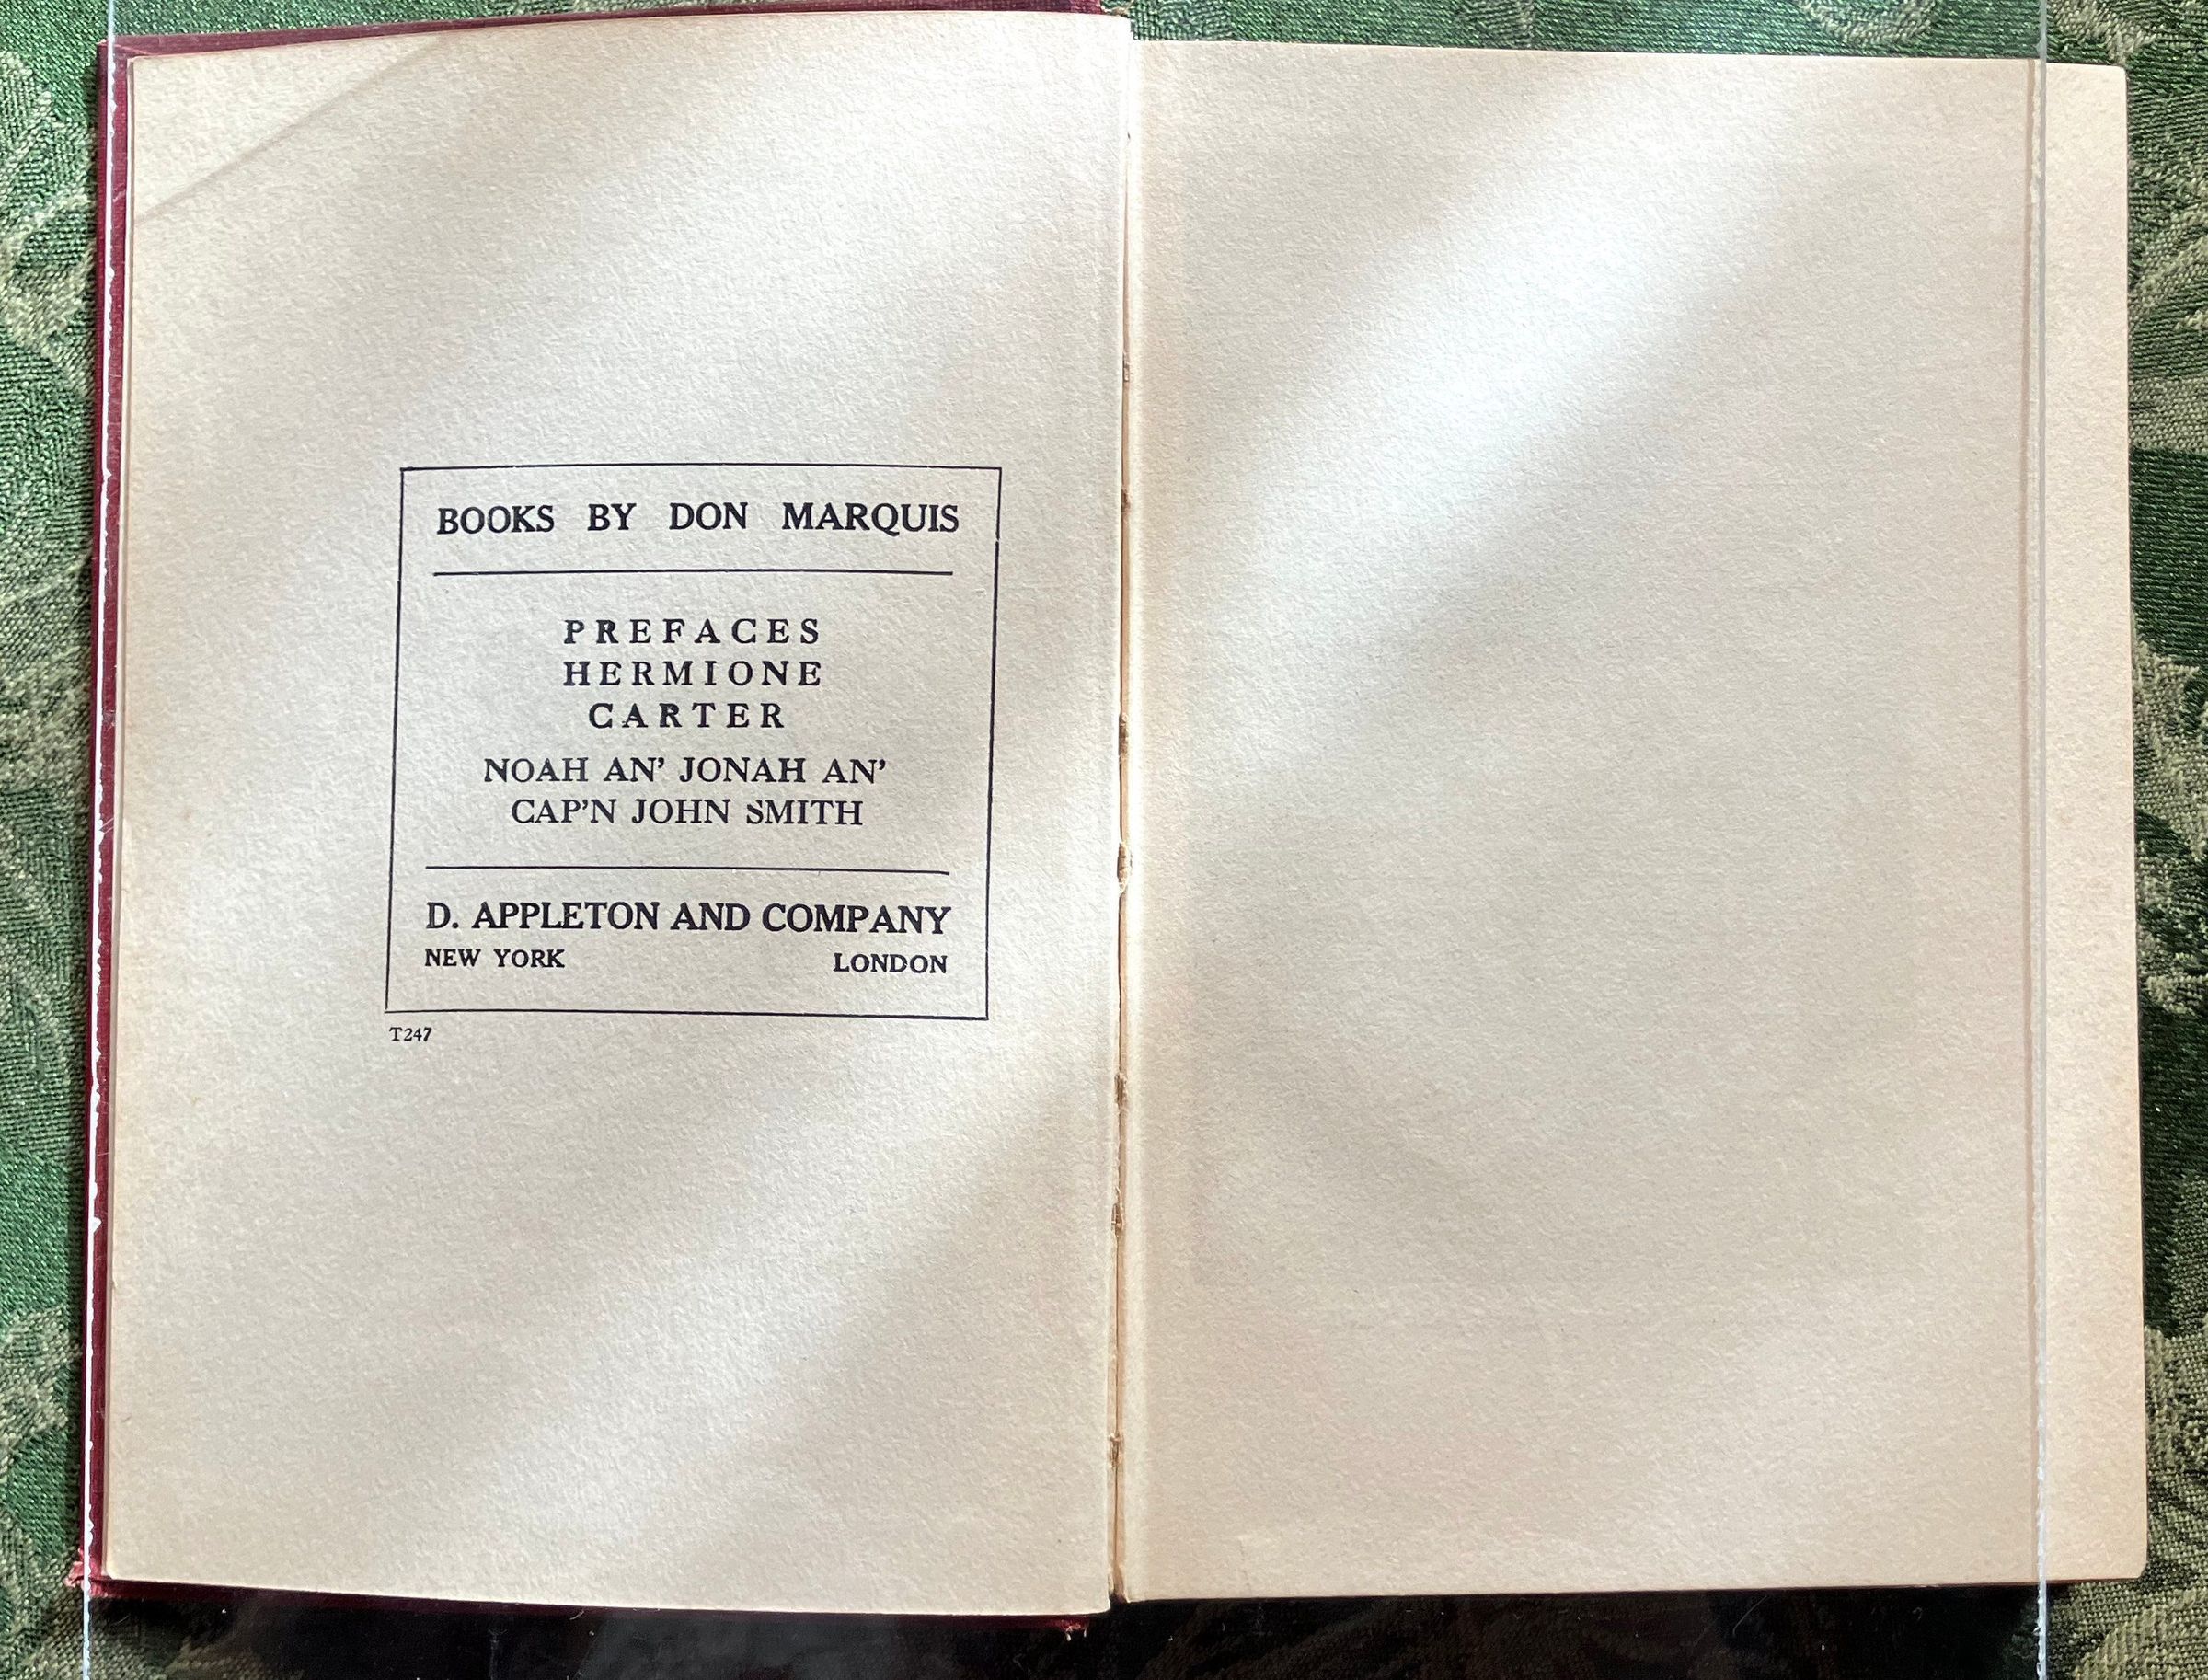 BOOKS BY DON MARQUIS
PREFACES
HERMIONE
CARTER
NOAH AN' JONAH AN'
CAP'N JOHN SMITH
D. APPLETON AND COMPANY
NEW YORK LONDON
T247